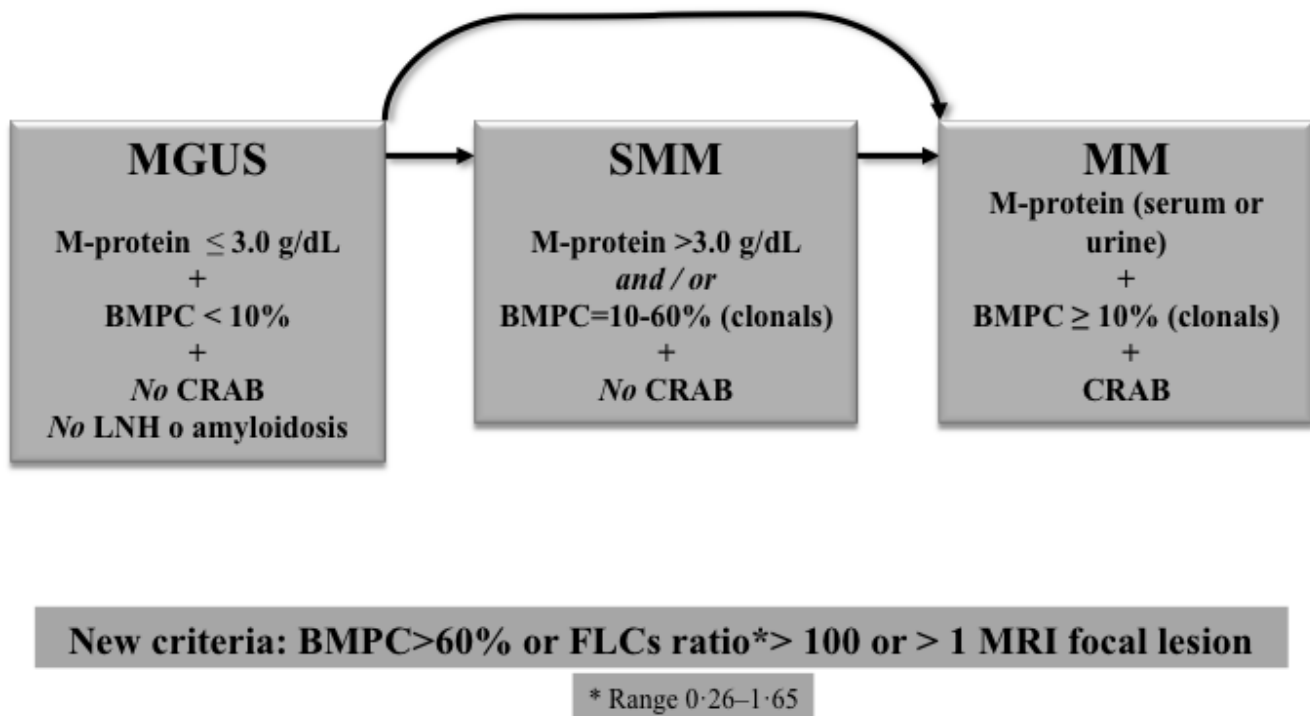 MGUS
M-protein ≤ 3.0 g/dL
+
BMPC < 10%
+
No CRAB
No LNH o amyloidosis
SMM
M-protein >3.0 g/dL
and / or
BMPC=10-60% (clonals)
+
No CRAB
MM
M-protein (serum or
urine)
+
BMPC ≥ 10% (clonals)
+
CRAB
New criteria: BMPC>60% or FLCs ratio*> 100 or > 1 MRI focal lesion
* Range 0·26–1·65